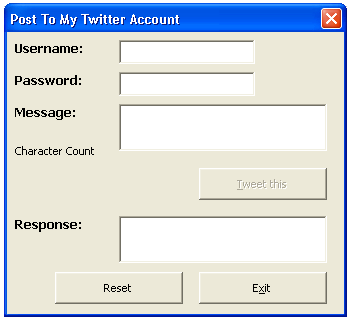 Post To My Twitter Account
Username:
Password:
Message:
Character Count
Tweet this
Response:
Reset
Exit